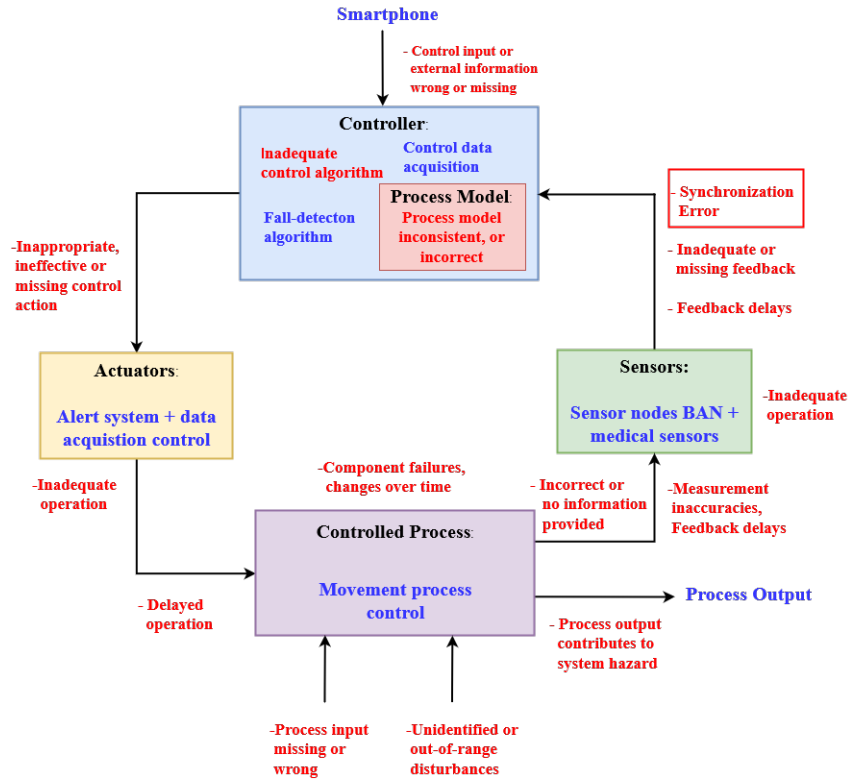 Smartphone
- Control input or
external information
wrong or missing
Controller:
Inadequate
control algorithm
Control data
acquisition
Fall-detecton
algorithm
Process Model:
Process model
inconsistent, or
incorrect
- Synchronization
Error
- Inadequate or
missing feedback
- Feedback delays
-Inappropriate,
ineffective or
missing control
action
Actuators:
Alert system + data
acquistion control
Sensors:
Sensor nodes BAN +
medical sensors
-Inadequate
operation
-Inadequate
operation
-Component failures,
changes over time
-Incorrect or
no information
provided
-Measurement
inaccuracies,
Feedback delays
Controlled Process:
Movement process
control
- Delayed
operation
Process Output
- Process output
contributes to
system hazard
-Process input
missing or
wrong
-Unidentified or
out-of-range
disturbances